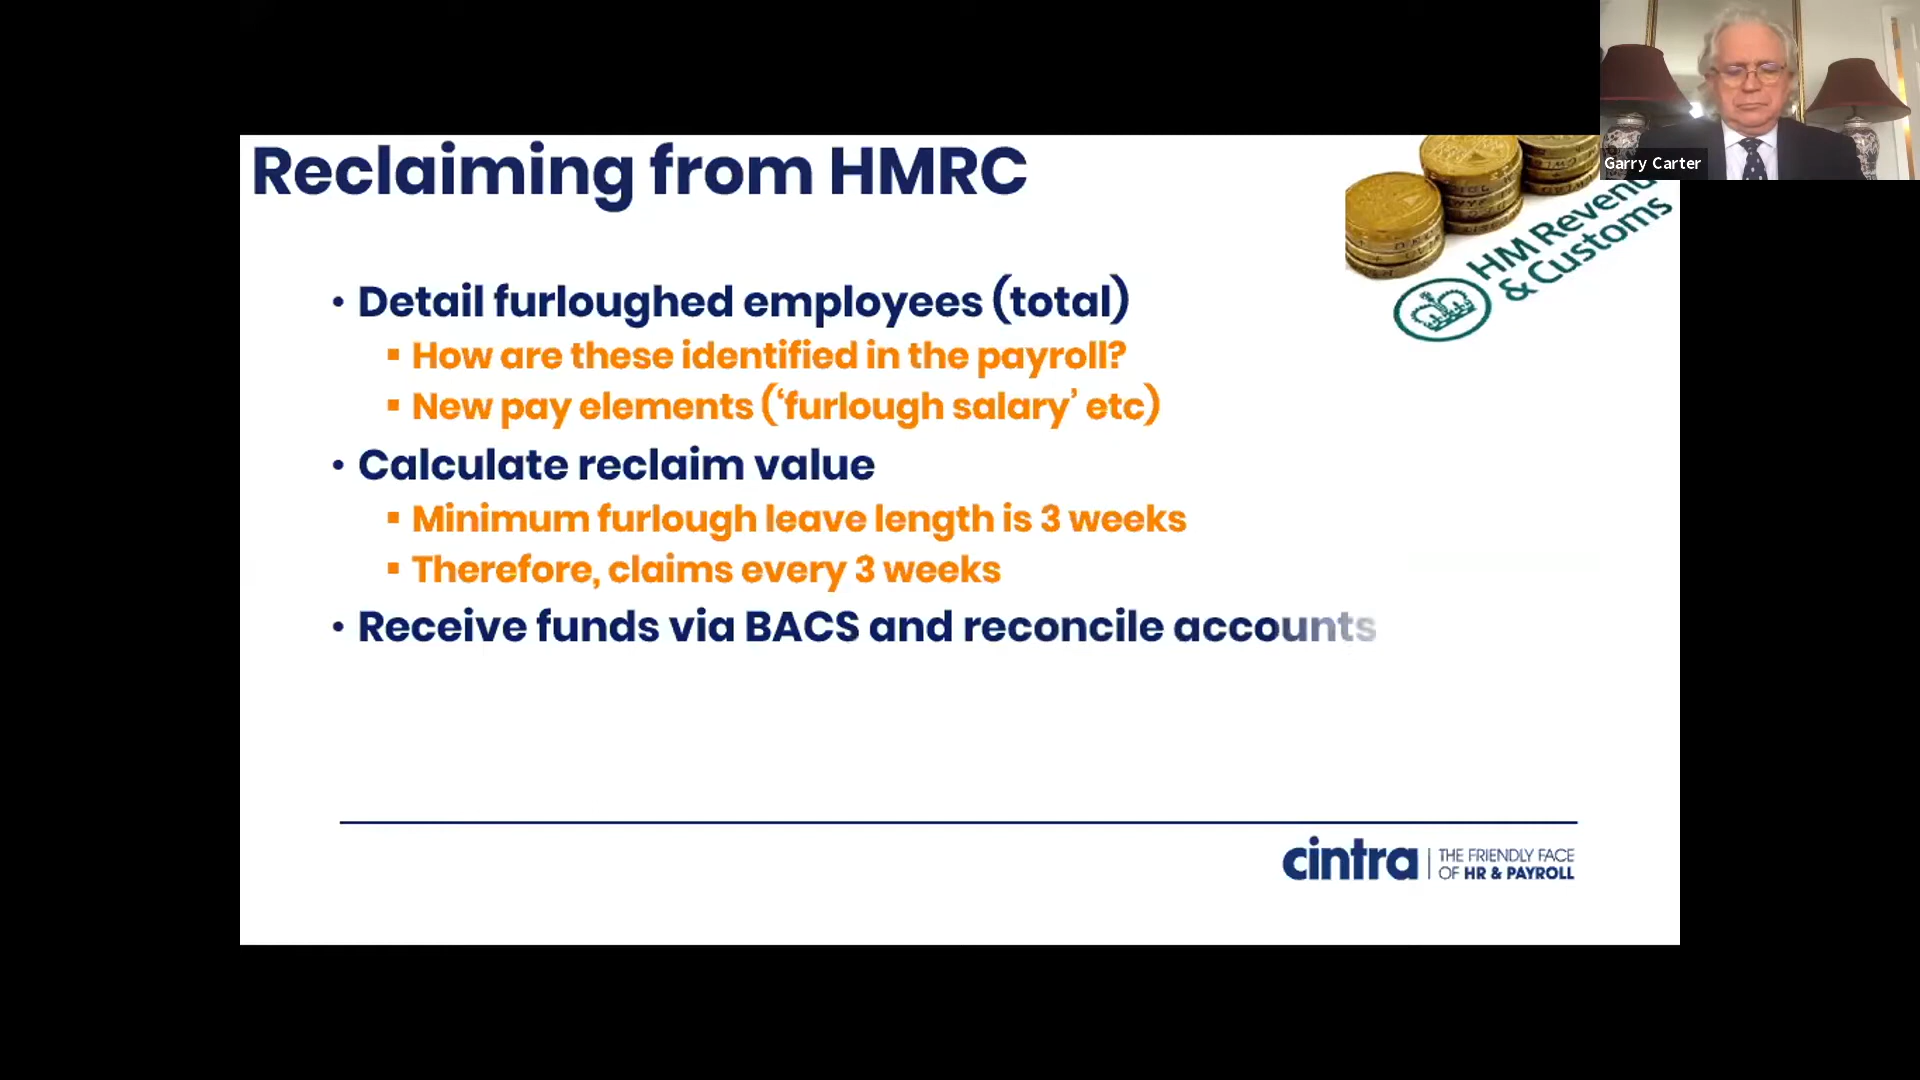 Reclaiming from HMRC
HM Revenu
& Customs
Garry Carter
• Detail furloughed employees (total)
▪ How are these identified in the payroll?
▪ New pay elements (‘furlough salary’ etc)
• Calculate reclaim value
▪ Minimum furlough leave length is 3 weeks
▪ Therefore, claims every 3 weeks
• Receive funds via BACS and reconcile accounts
cintra
THE FRIENDLY FACE
OF HR & PAYROLL